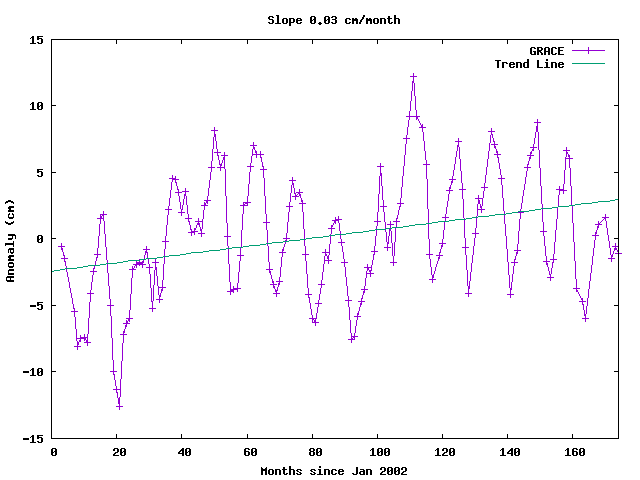 Slope 0.03 cm/month
GRACE
Trend Line
Anomaly (cm)
15
10
5
0
-5
-10
-15
0 20 40 60 80 100 120 140 160
Months since Jan 2002